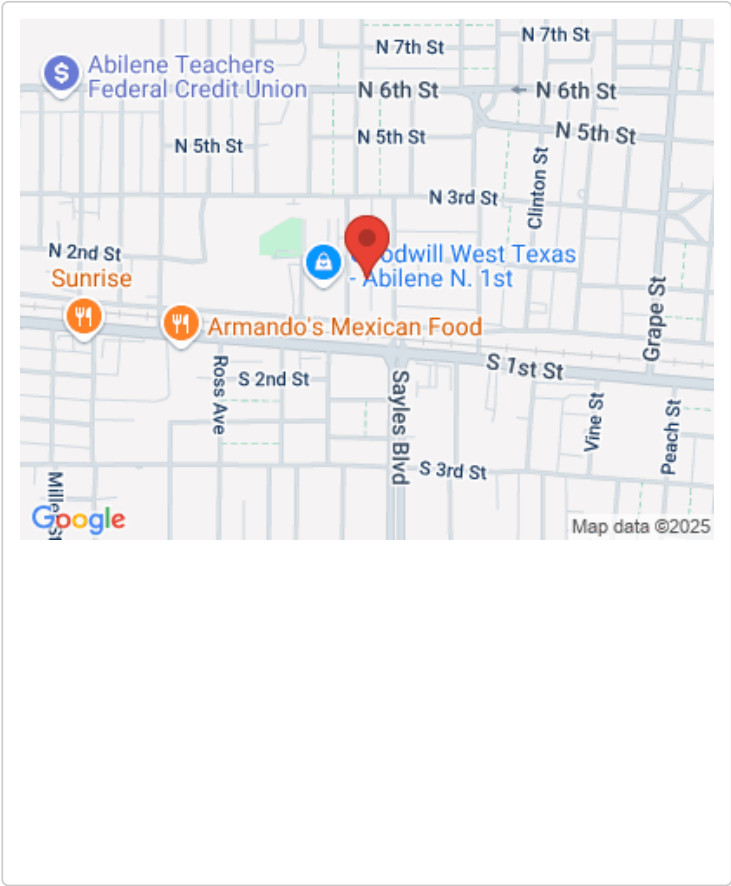 N 7th St
N 7th St
$
Abilene Teachers
Federal Credit Union
N 6th St
N 6th St
N 5th St
N 5th St
N 5th St
N 3rd St
Clinton St
N 2nd St
Sunrise
West Texas
- Abilene N. 1st
Armando's Mexican Food
Grape St
S 1st St
Ross Ave
S 2nd St
Sayles Blvd
Vine St
Peach St
S 3rd St
Google
Map data ©2025